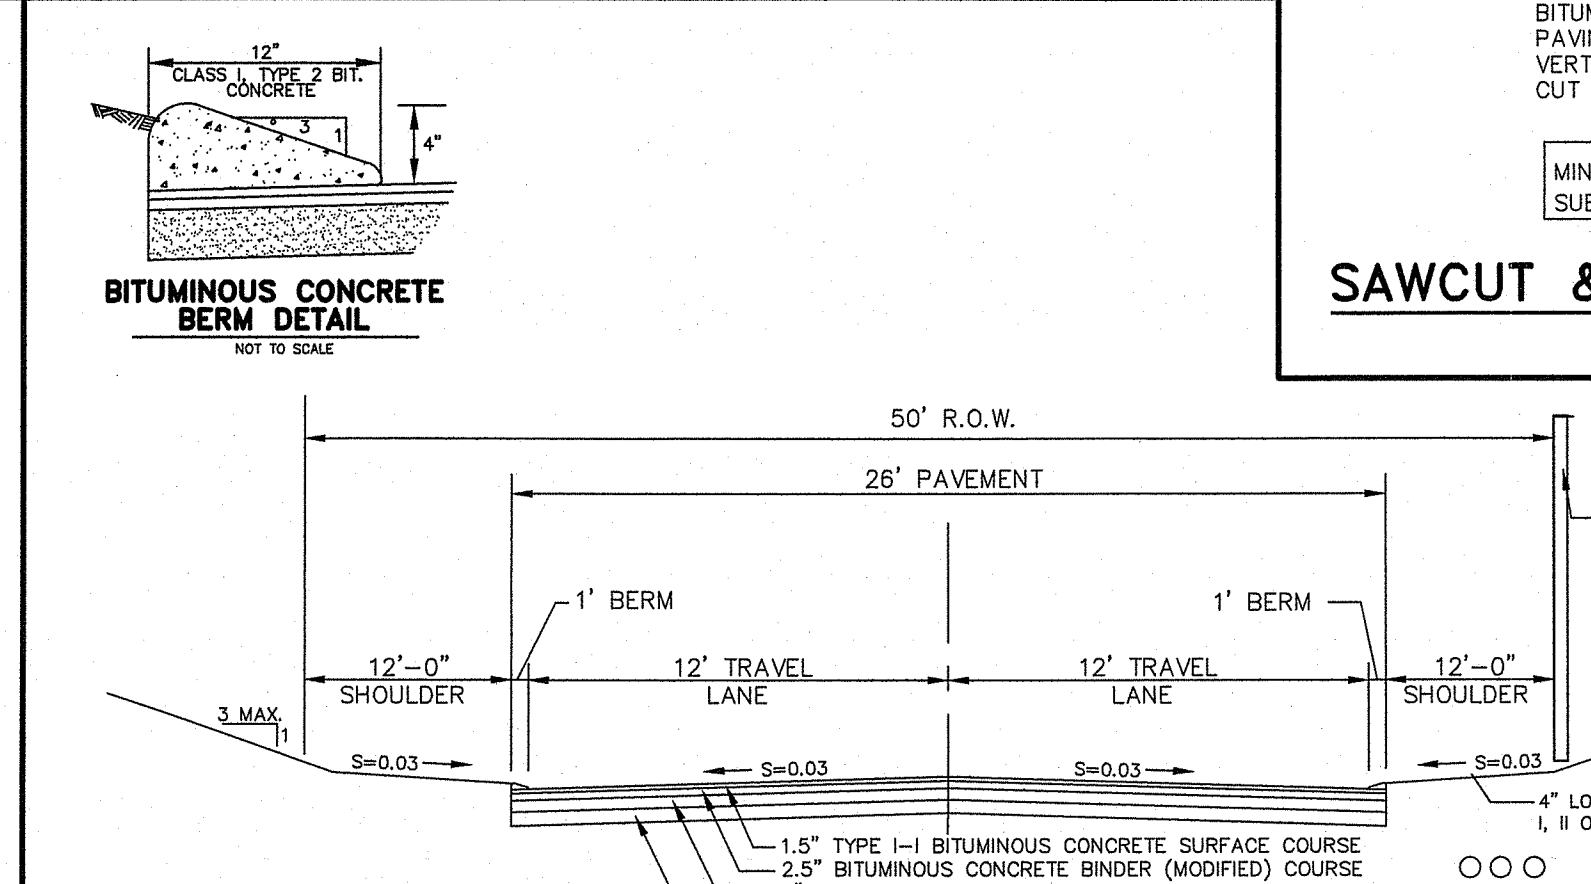 12"
CLASS I, TYPE 2 BIT.
CONCRETE
3
1
4"
BITUMINOUS CONCRETE
BERM DETAIL
NOT TO SCALE
BITUM
PAVIN
VERT
CUT
MIN
SUB
SAWCUT &
50' R.O.W.
26' PAVEMENT
1' BERM
1' BERM
12'-0"
SHOULDER
12' TRAVEL
LANE
12' TRAVEL
LANE
12'-0"
SHOULDER
3 MAX.
1
S=0.03
S=0.03
S=0.03
S=0.03
4" LO
I, II O
1.5" TYPE I-I BITUMINOUS CONCRETE SURFACE COURSE
2.5" BITUMINOUS CONCRETE BINDER (MODIFIED) COURSE